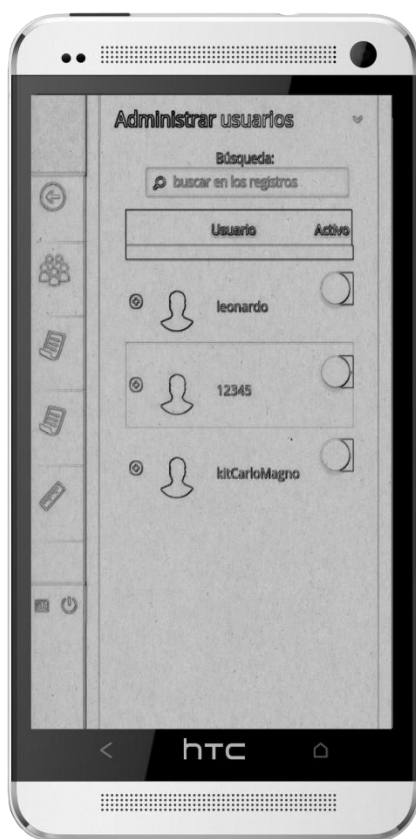 Administrar usuarios
Búsqueda:
buscar en los registros
Usuario Activo
leonardo
12345
kitCarloMagno
hTC